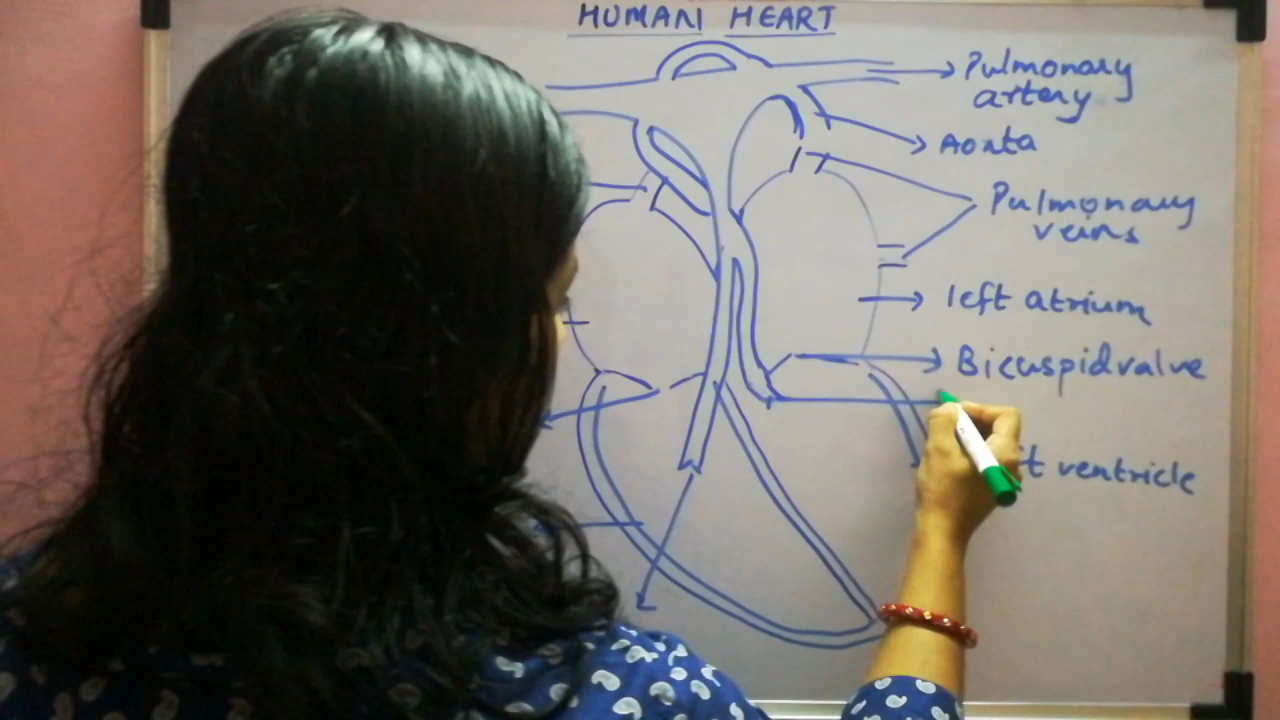 HUMAN HEART
Pulmonary
artery
Aorta
Pulmonary
veins
left atrium
Bicuspid valve
ventricle